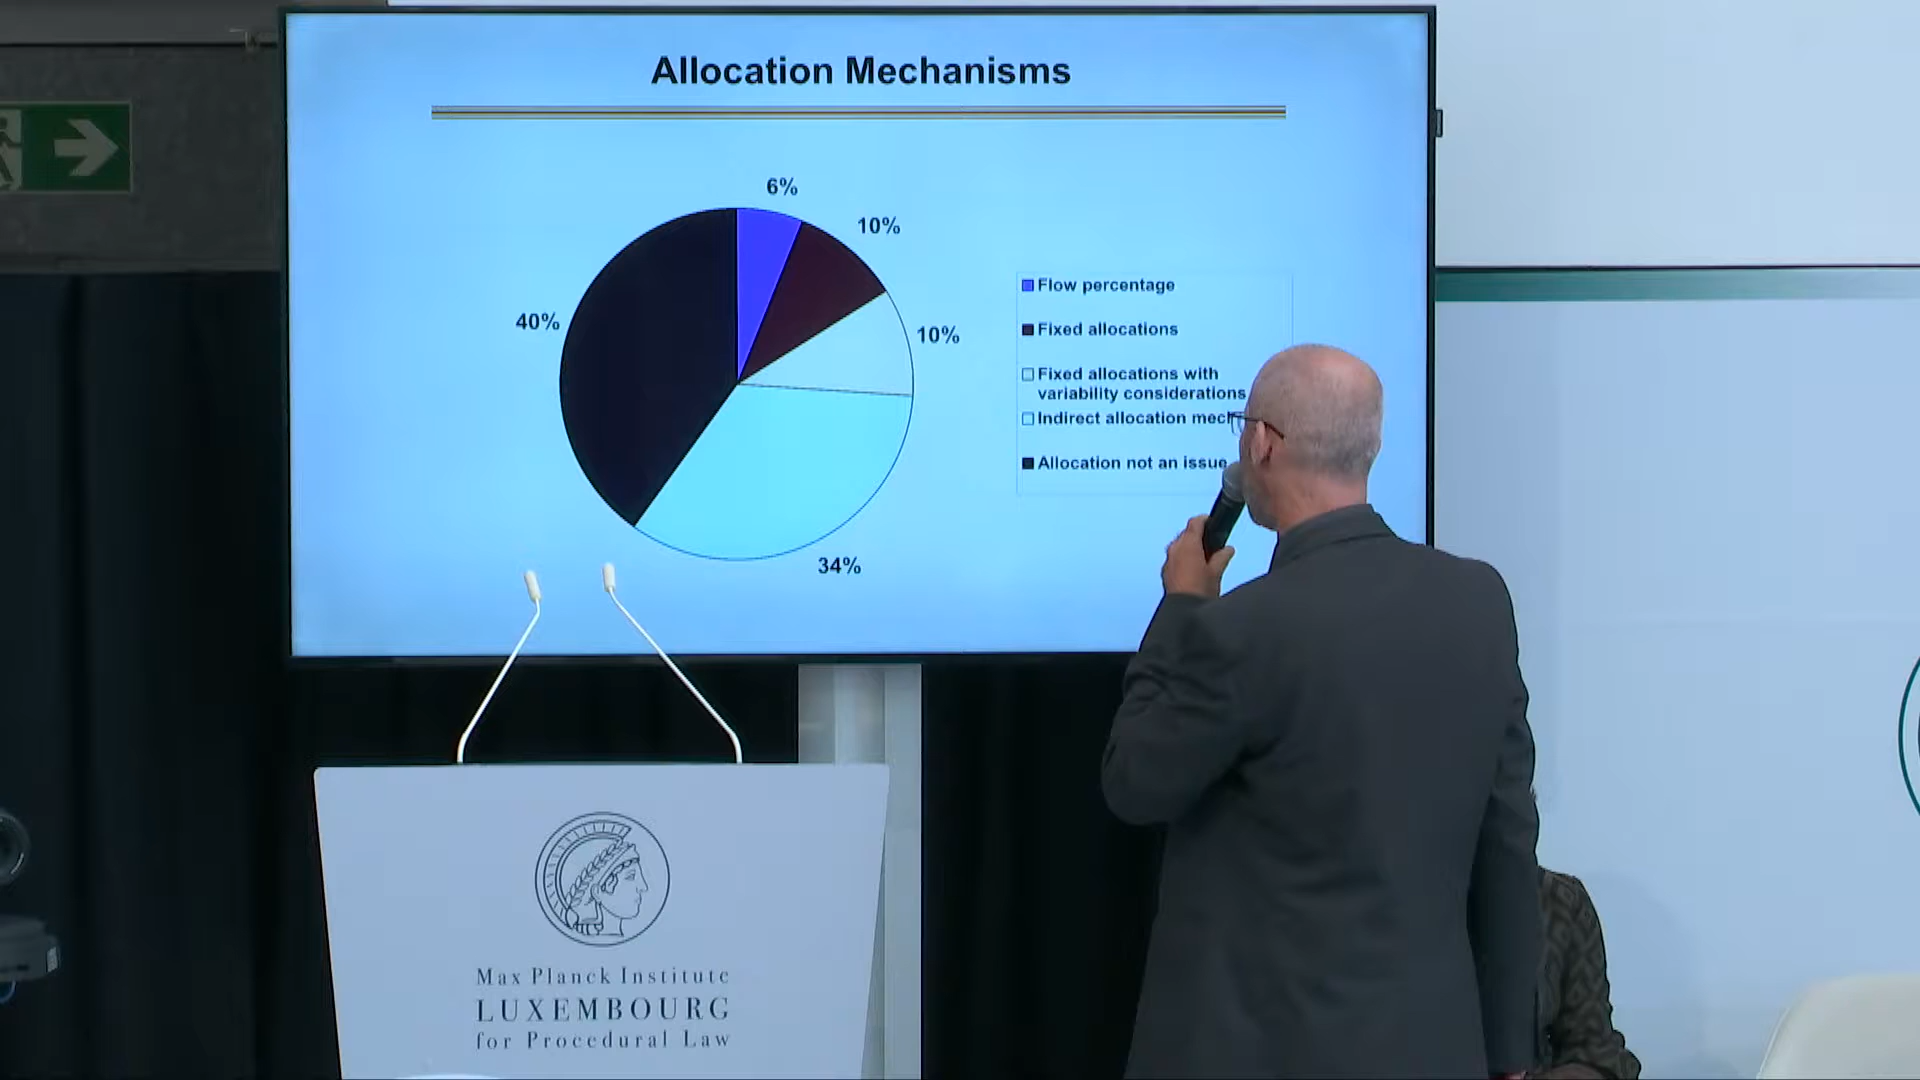 Allocation Mechanisms
6%
10%
40%
10%
34%
Flow percentage
Fixed allocations
Fixed allocations with
variability considerations
Indirect allocation
Allocation not an issue
Max Planck Institute
LUXEMBOURG
for Procedural Law